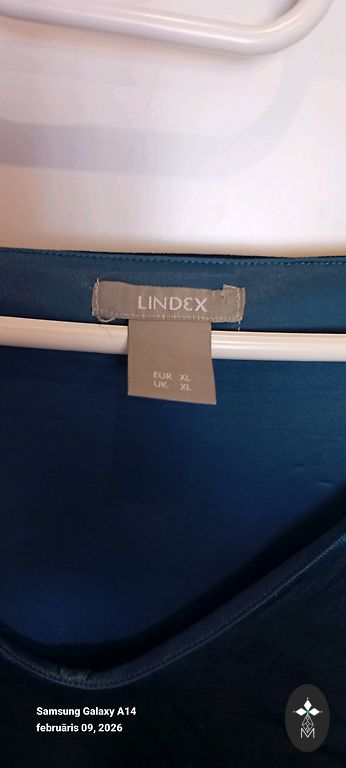 LINDEX
EUR XL
UK XL
Samsung Galaxy A14
februāris 09, 2026
M